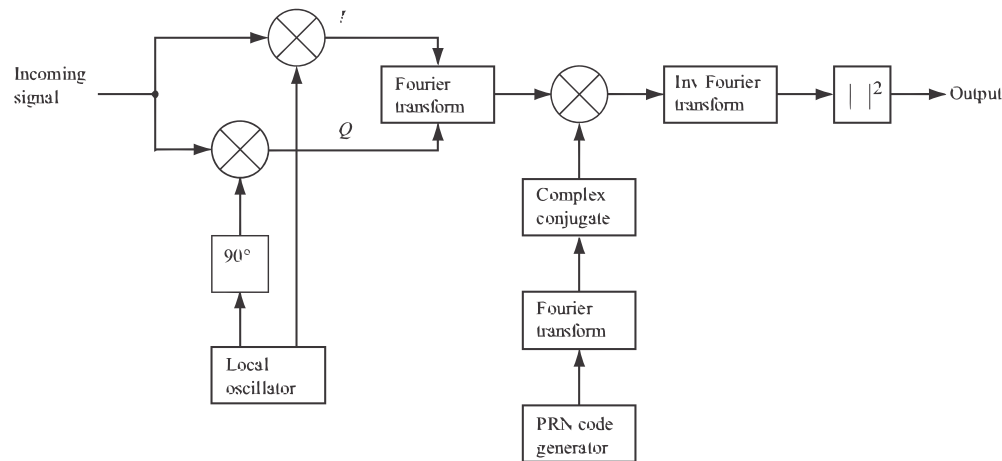 Incoming
signal
Q
Fourier
transform
Inv Fourier
transform
| |²
Output
Complex
conjugate
90°
Fourier
transform
Local
oscillator
PRN code
generator